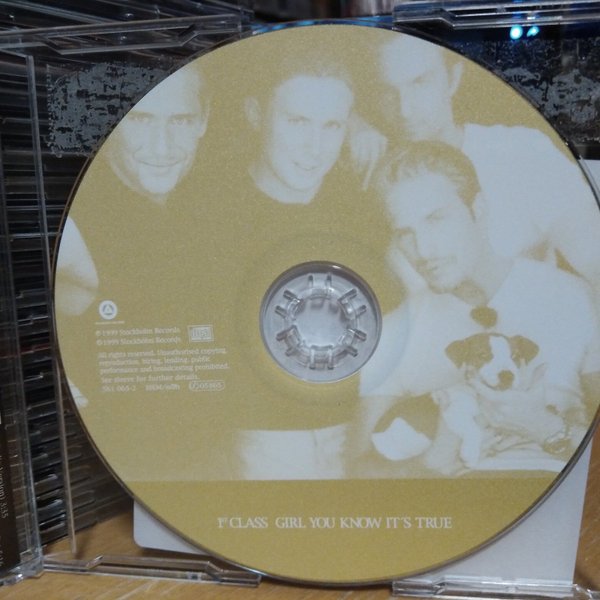 ℗ 1999 Stockholm Records
© 1999 Stockholm Records
All rights reserved. Unauthorised copying,
reproduction, hiring, lending, public
performance and broadcasting prohibited.
See sleeve for further details.
1ST CLASS GIRL YOU KNOW IT´S TRUE